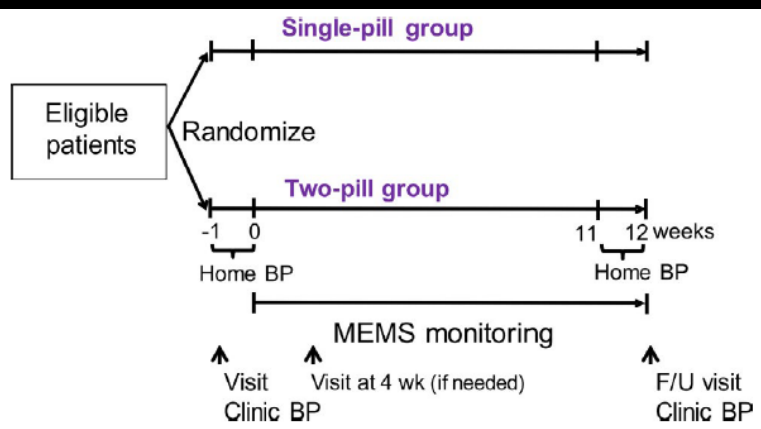 Single-pill group
Eligible
patients
Randomize
Two-pill group
-1 0 11 12 weeks
Home BP Home BP
MEMS monitoring
Visit
Clinic BP
Visit at 4 wk (if needed)
F/U visit
Clinic BP